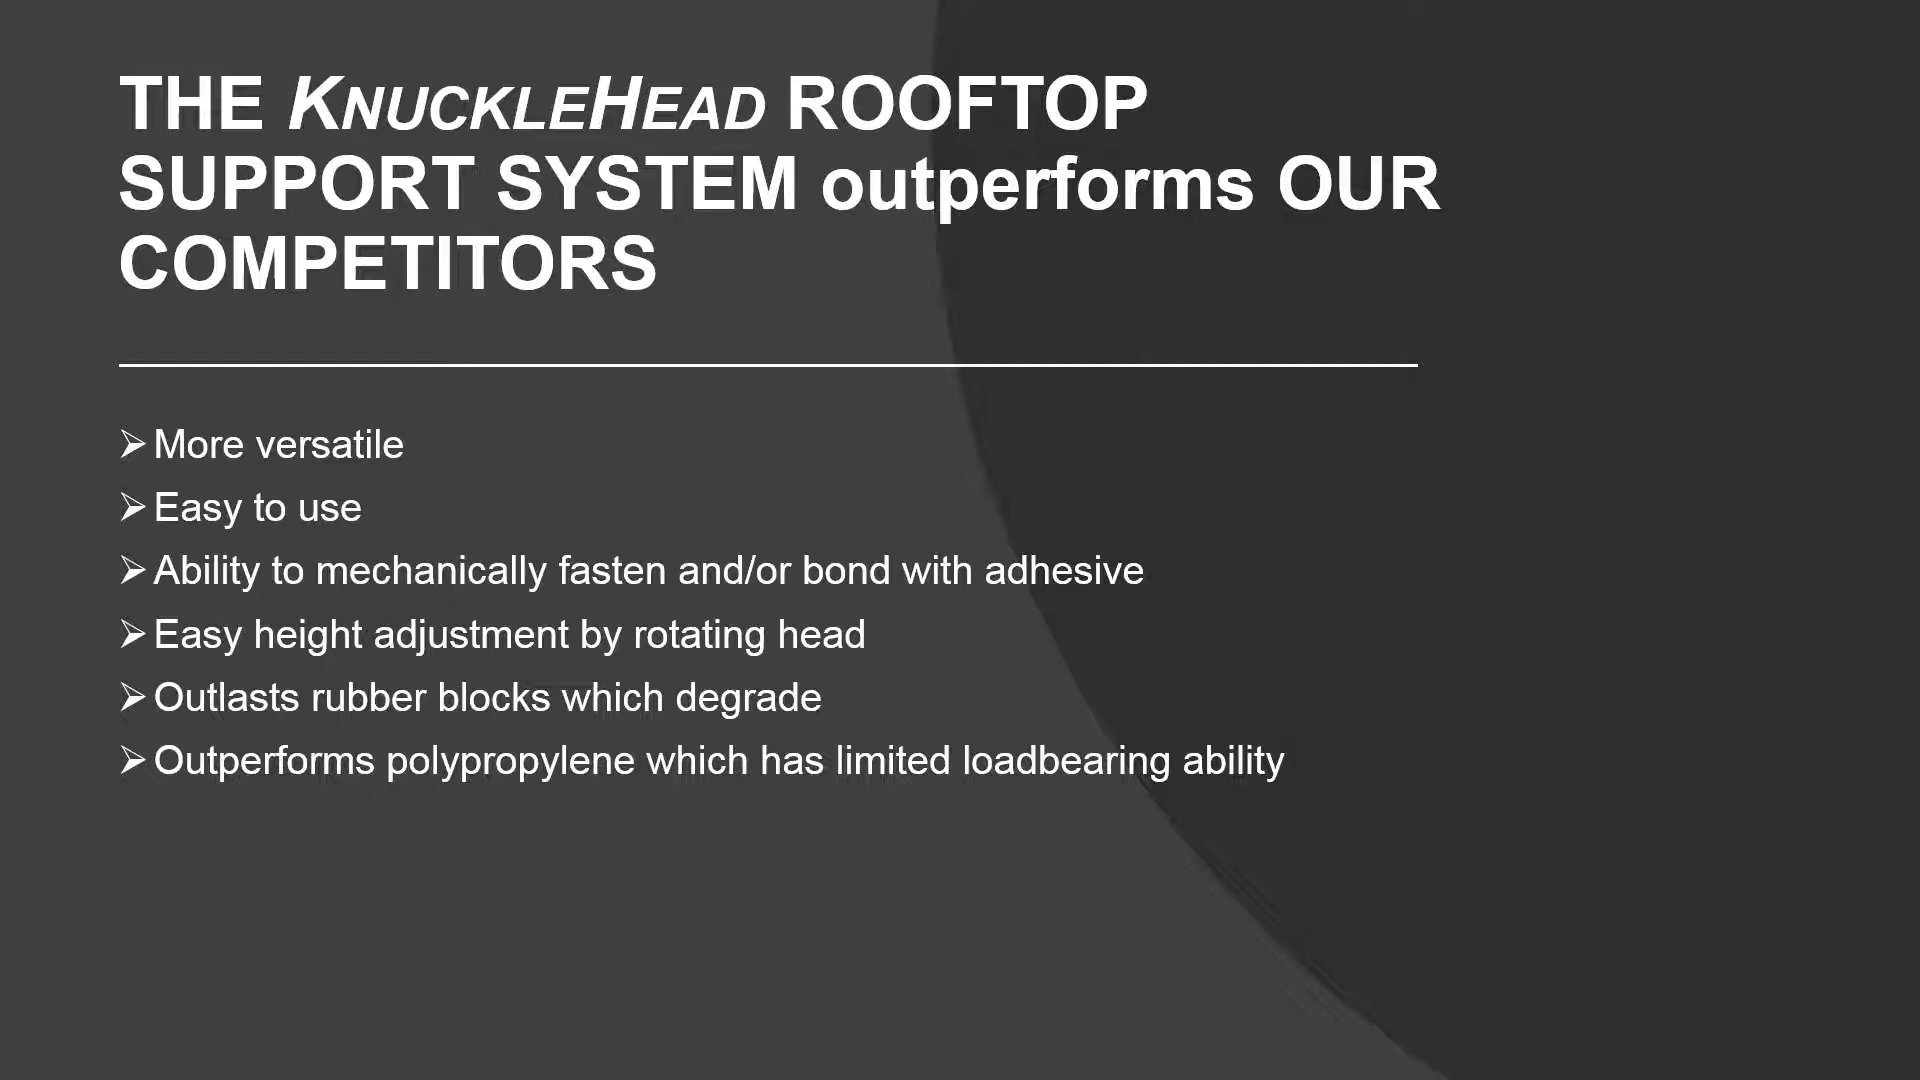 THE KNUCKLEHEAD ROOFTOP
SUPPORT SYSTEM outperforms OUR
COMPETITORS
⮚More versatile
⮚Easy to use
⮚Ability to mechanically fasten and/or bond with adhesive
⮚Easy height adjustment by rotating head
⮚Outlasts rubber blocks which degrade
⮚Outperforms polypropylene which has limited loadbearing ability